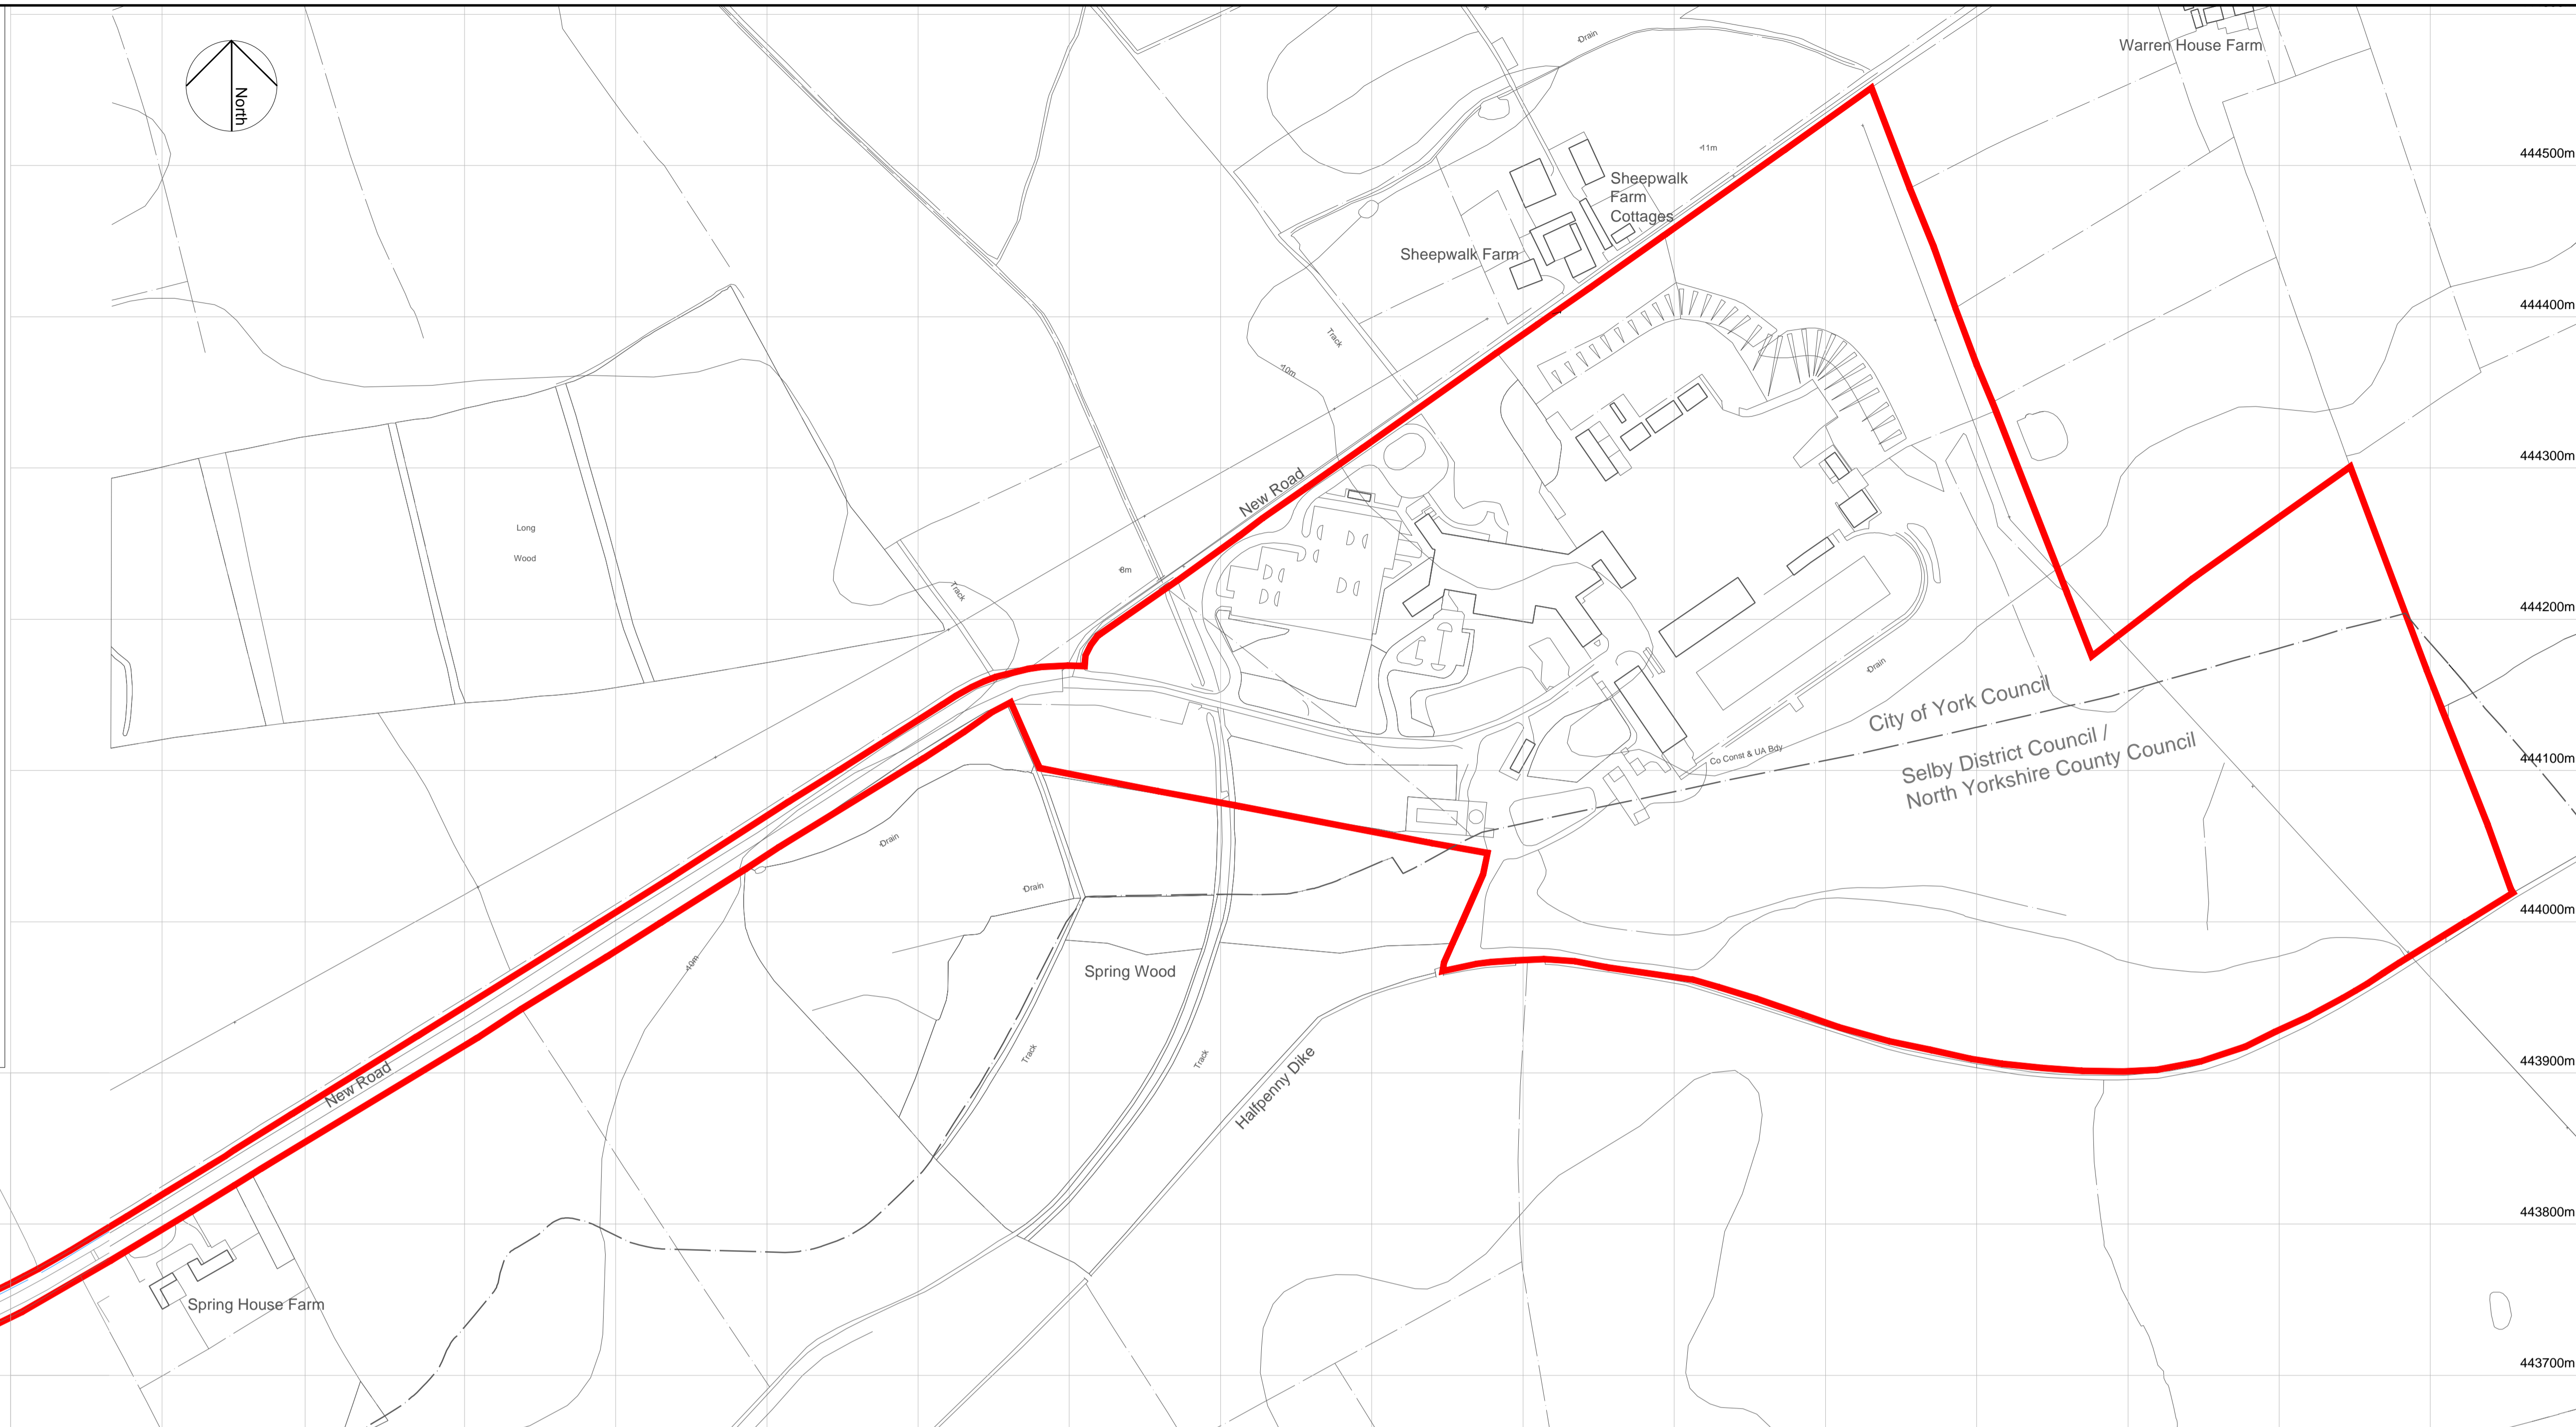 North
Warren House Farm
Drain
11m
444500m
Sheepwalk
Farm
Cottages
Sheepwalk Farm
444400m
Track
10m
444300m
New Road
Long
Wood
8m
Track
444200m
Drain
City of York Council
Selby District Council /
North Yorkshire County Council
Co Const & UA Bdy
444100m
Drain
Drain
444000m
10m
Spring Wood
Track
Track
443900m
Halfpenny Dike
New Road
443800m
Spring House Farm
443700m